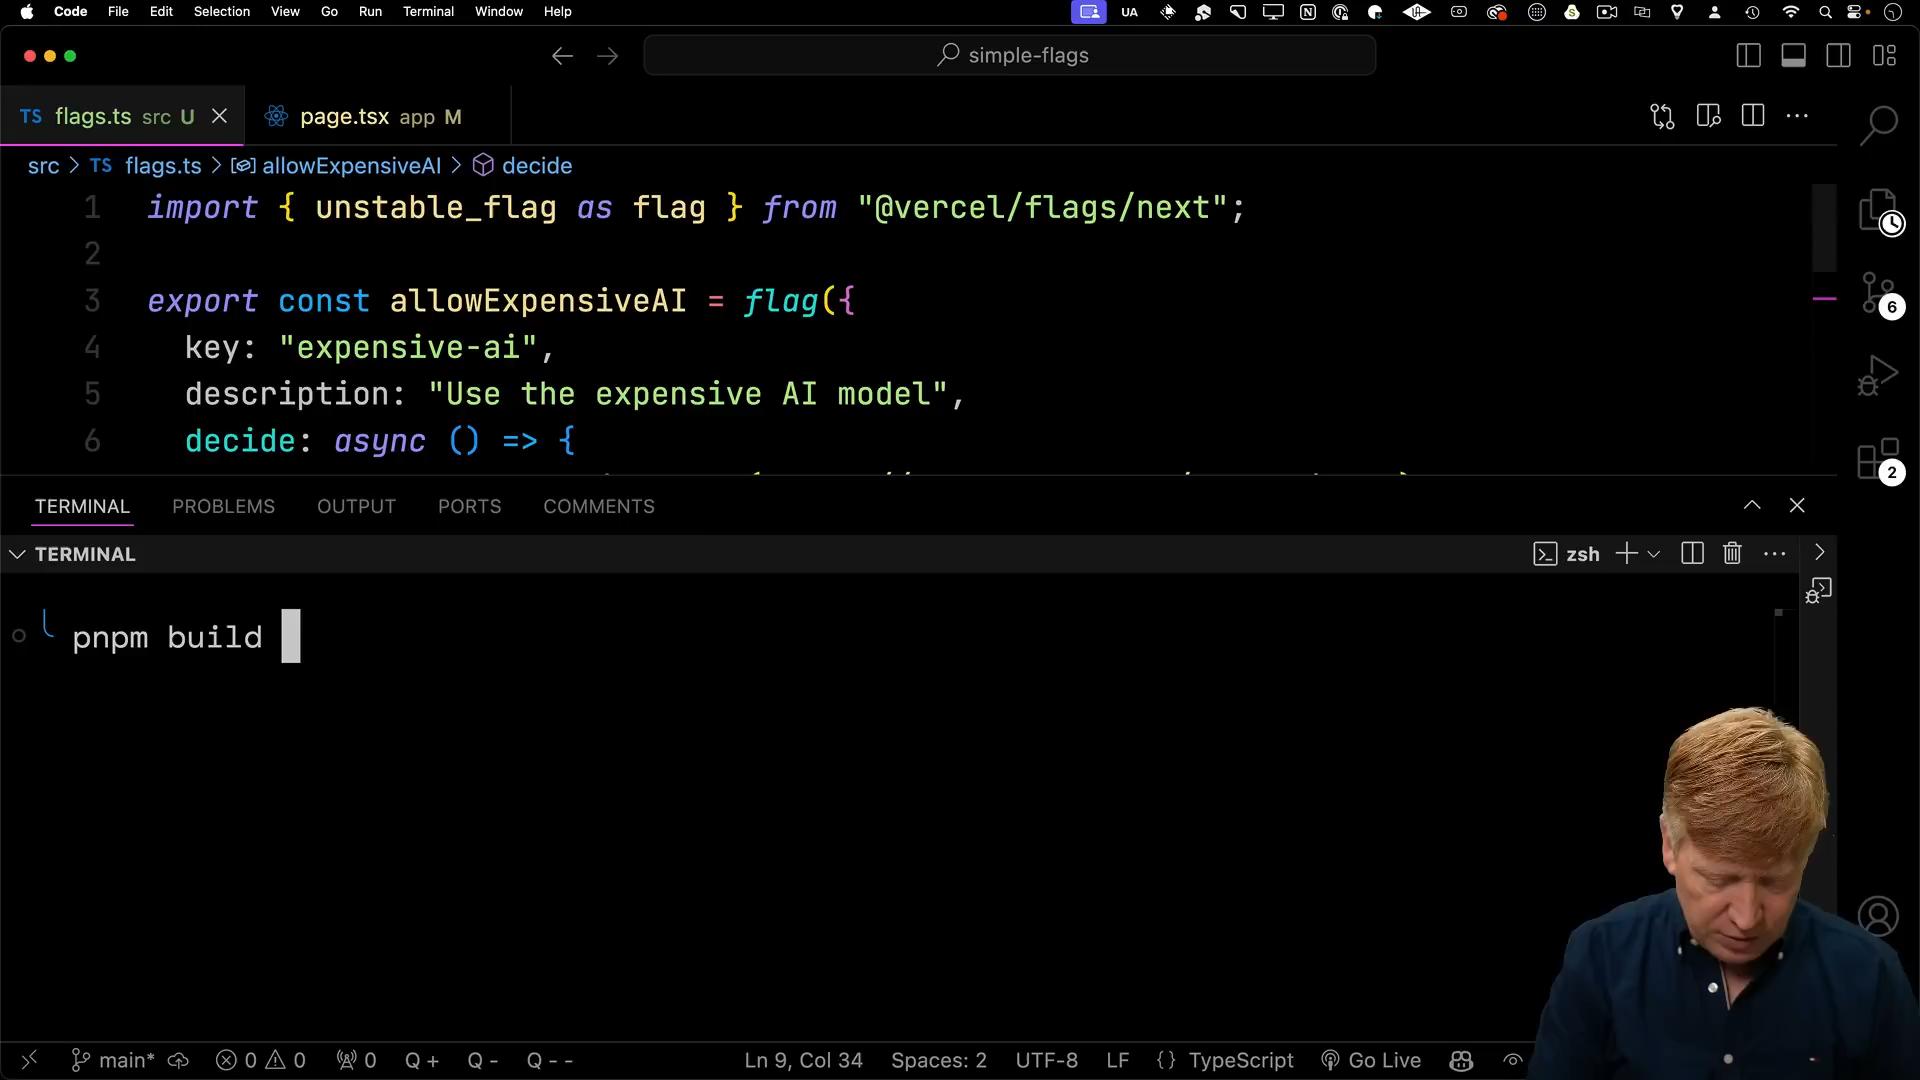 Code File Edit Selection View Go Run Terminal Window Help UA
simple-flags
TS flags.ts src U page.tsx app M
src > TS flags.ts > allowExpensiveAI > decide
1 import { unstable_flag as flag } from "@vercel/flags/next";
2
3 export const allowExpensiveAI = flag({
4 key: "expensive-ai",
5 description: "Use the expensive AI model",
6 decide: async () => {
6
2
TERMINAL PROBLEMS OUTPUT PORTS COMMENTS
TERMINAL zsh
pnpm build
main* 0 0 0 Q + Q - Q - - Ln 9, Col 34 Spaces: 2 UTF-8 LF {} TypeScript Go Live